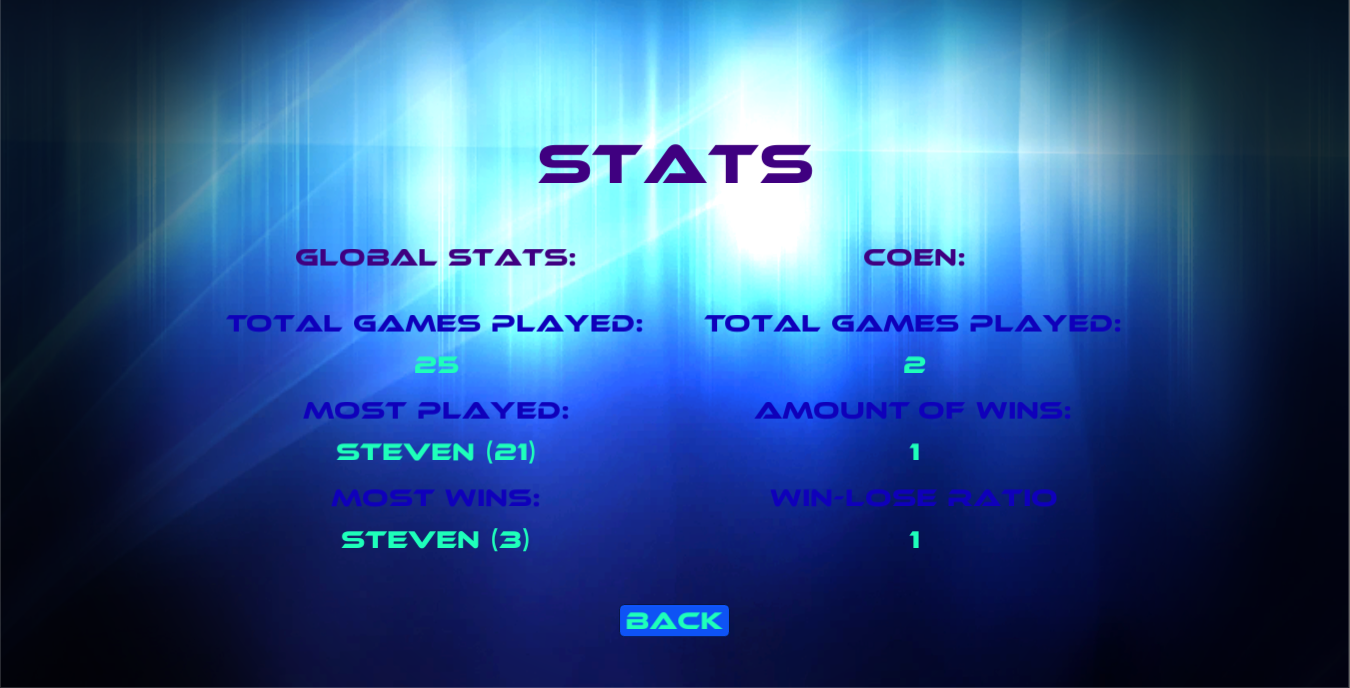 STATS
GLOBAL STATS:
TOTAL GAMES PLAYED:
25
MOST PLAYED:
STEVEN (21)
MOST WINS:
STEVEN (3)
COEN:
TOTAL GAMES PLAYED:
2
AMOUNT OF WINS:
1
WIN-LOSE RATIO
1
BACK